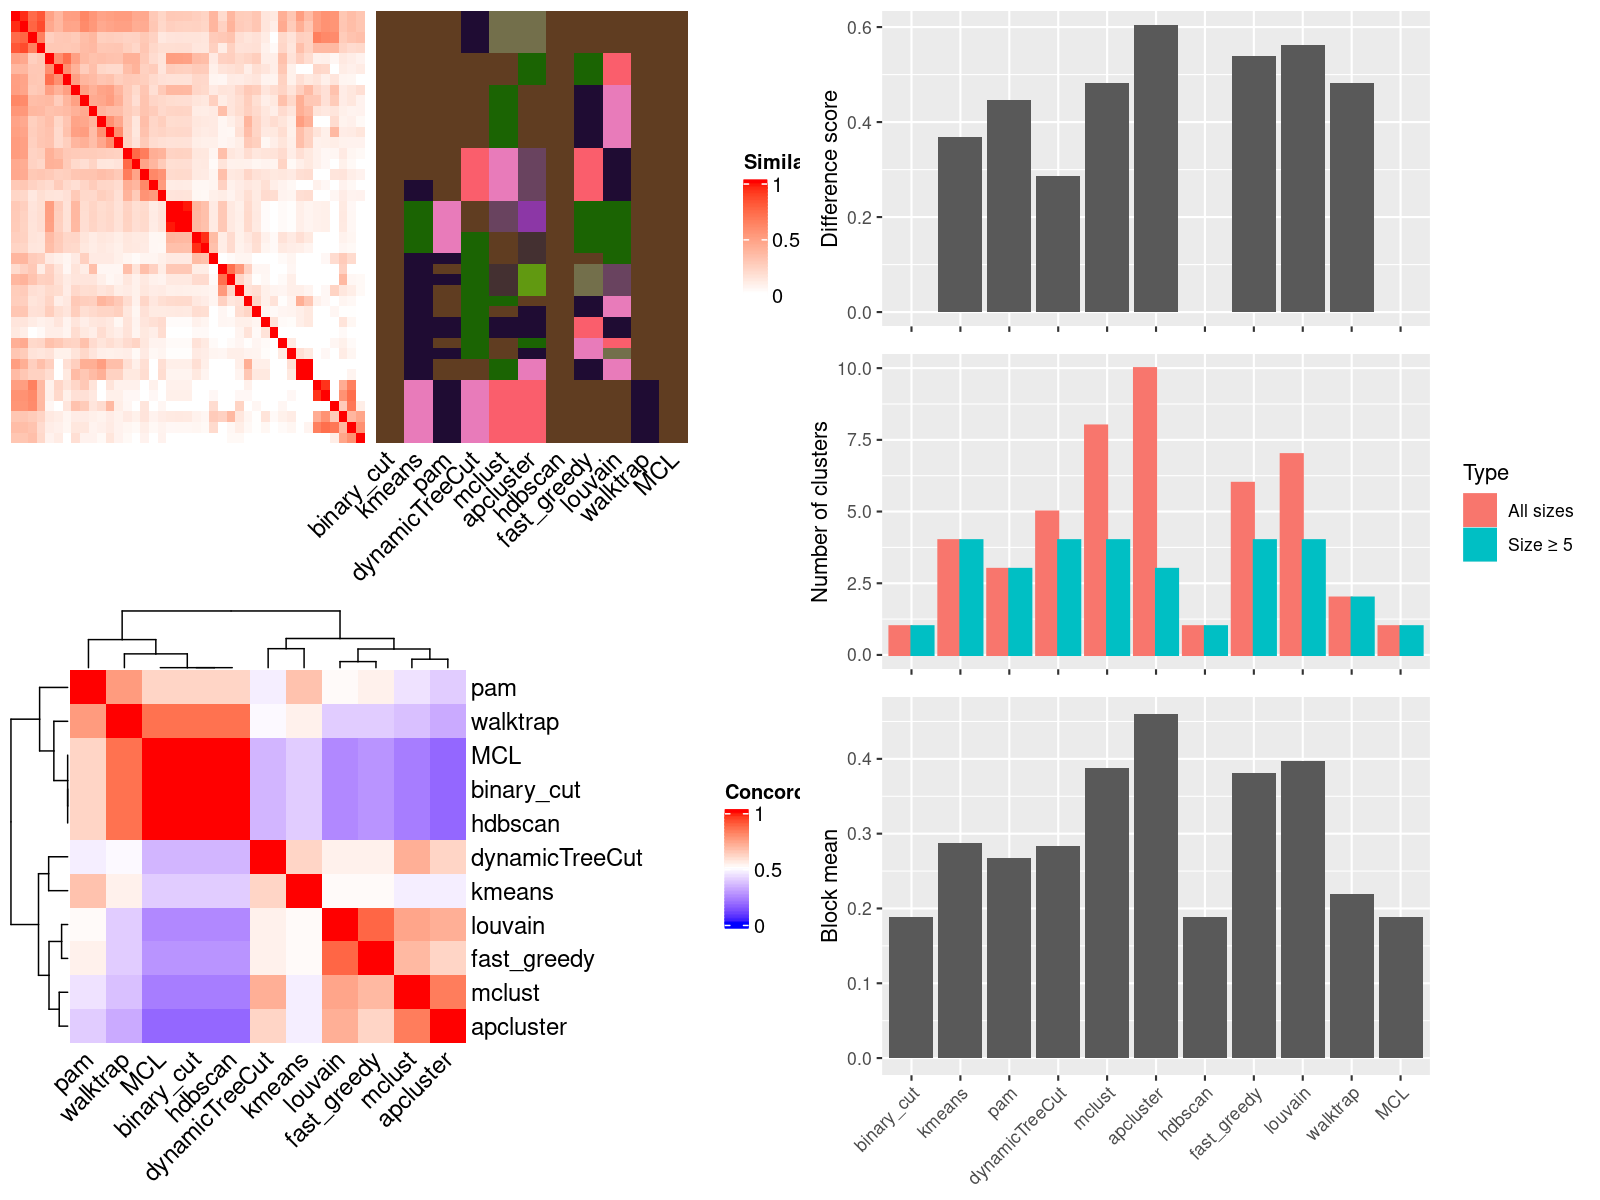 Simila
1
0.5
0
binary_cut
kmeans
pam
dynamicTreeCut
mclust
apcluster
hdbscan
fast_greedy
louvain
walktrap
MCL
pam
walktrap
MCL
binary_cut
hdbscan
dynamicTreeCut
kmeans
louvain
fast_greedy
mclust
apcluster
pam
walktrap
MCL
binary_cut
hdbscan
dynamicTreeCut
kmeans
louvain
fast_greedy
mclust
apcluster
Concord
1
0.5
0
Difference score
0.6
0.4
0.2
0.0
Number of clusters
10.0
7.5
5.0
2.5
0.0
Type
All sizes
Size ≥ 5
Block mean
0.4
0.3
0.2
0.1
0.0
binary_cut
kmeans
pam
dynamicTreeCut
mclust
apcluster
hdbscan
fast_greedy
louvain
walktrap
MCL